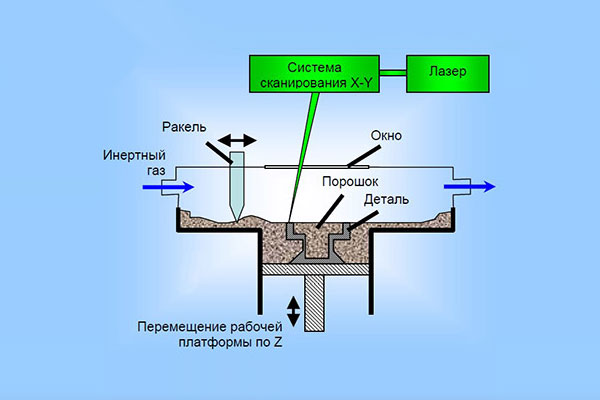 Система
сканирования X-Y
Лазер
Ракель
Окно
Инертный
газ
Порошок
Деталь
Перемещение рабочей
платформы по Z